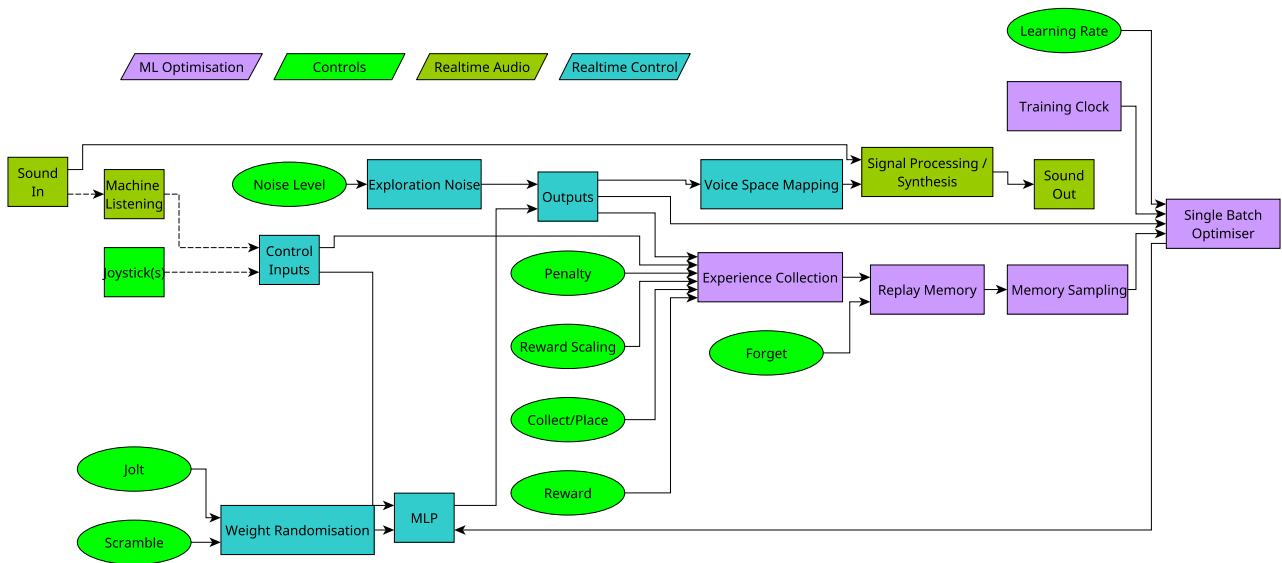 Learning Rate
ML Optimisation
Controls
Realtime Audio
Realtime Control
Training Clock
Sound
In
Machine
Listening
Noise Level
Exploration Noise
Outputs
Voice Space Mapping
Signal Processing /
Synthesis
Sound
Out
Single Batch
Optimiser
Joystick(s)
Control
Inputs
Penalty
Experience Collection
Replay Memory
Memory Sampling
Reward Scaling
Forget
Collect/Place
Jolt
Reward
Scramble
Weight Randomisation
MLP